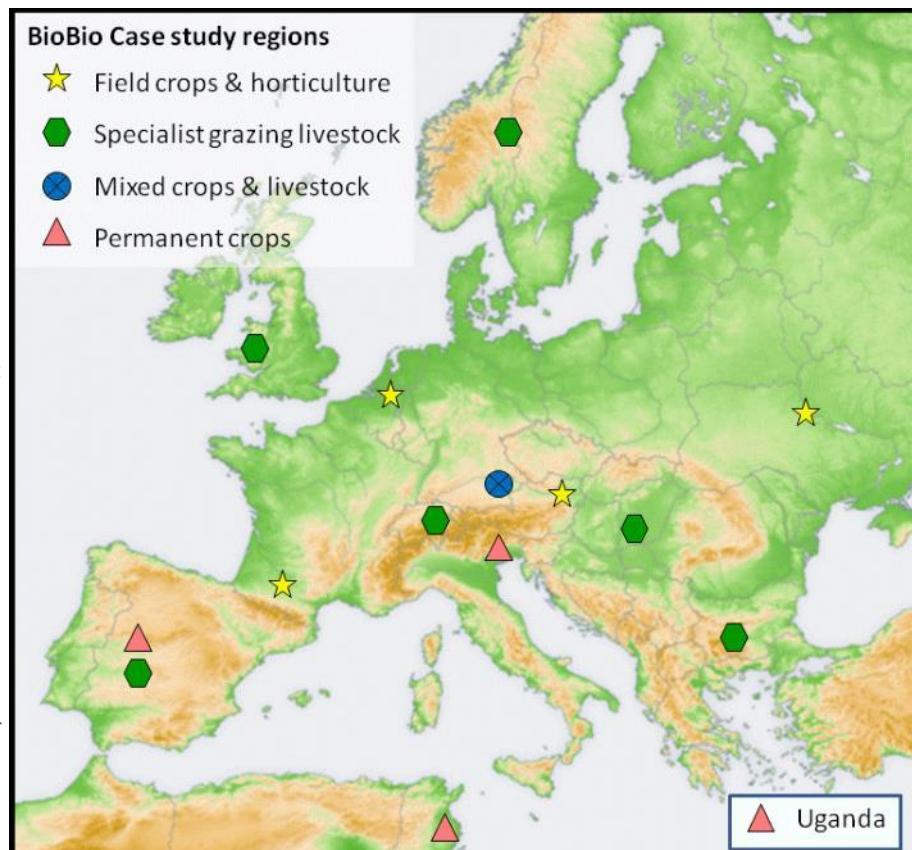 BioBio Case study regions
Field crops & horticulture
Specialist grazing livestock
Mixed crops & livestock
Permanent crops
Uganda